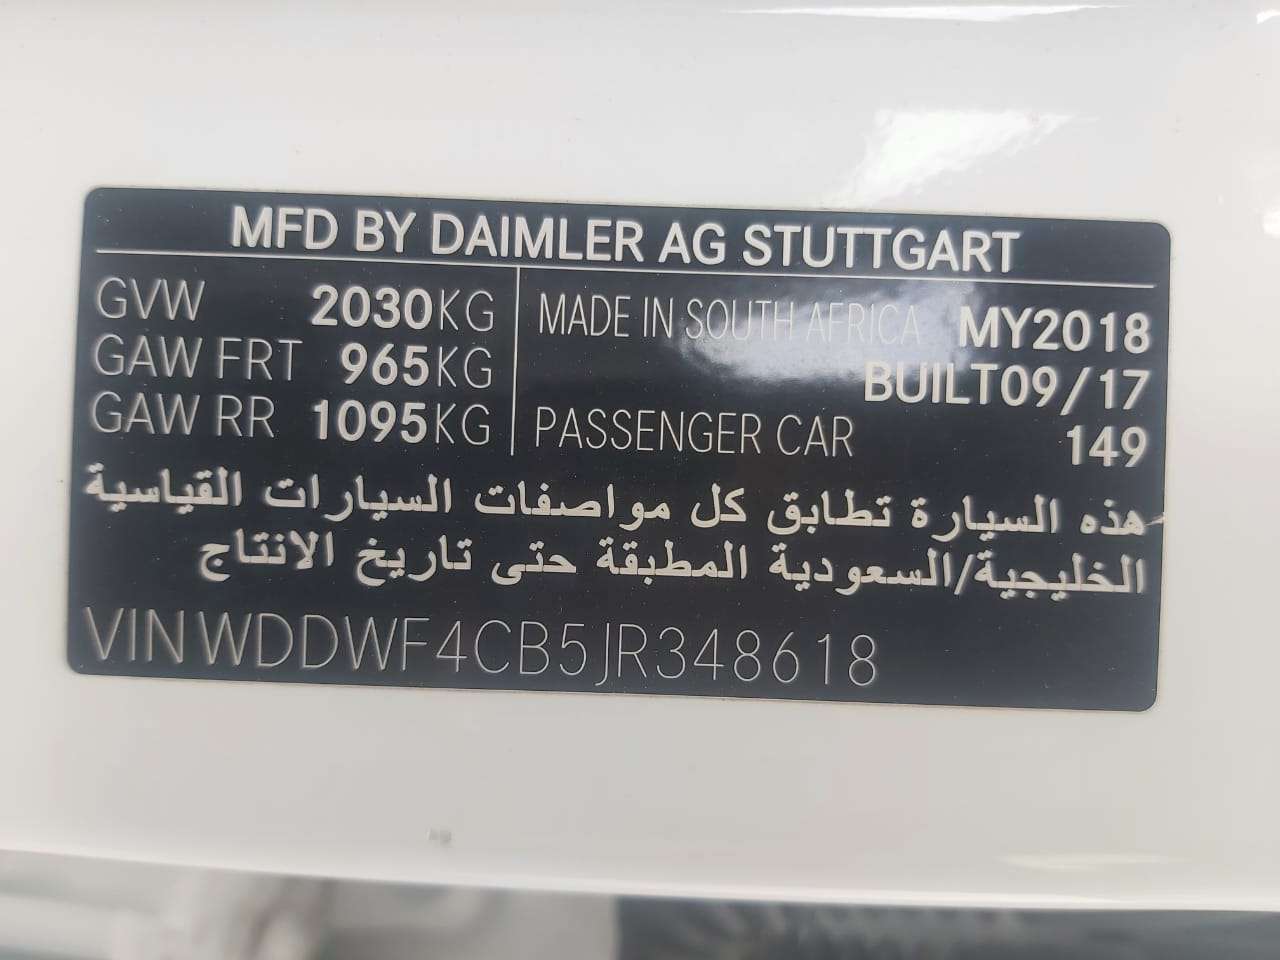 MFD BY DAIMLER AG STUTTGART
GVW 2030KG
GAW FRT 965KG
GAW RR 1095KG
MADE IN SOUTH AFRICA MY2018
BUILT09/17
PASSENGER CAR 149
هذه السيارة تطابق كل مواصفات السيارات القياسية
الخليجية/السعودية المطبقة حتى تاريخ الانتاج
VIN WDDWF4CB5JR348618